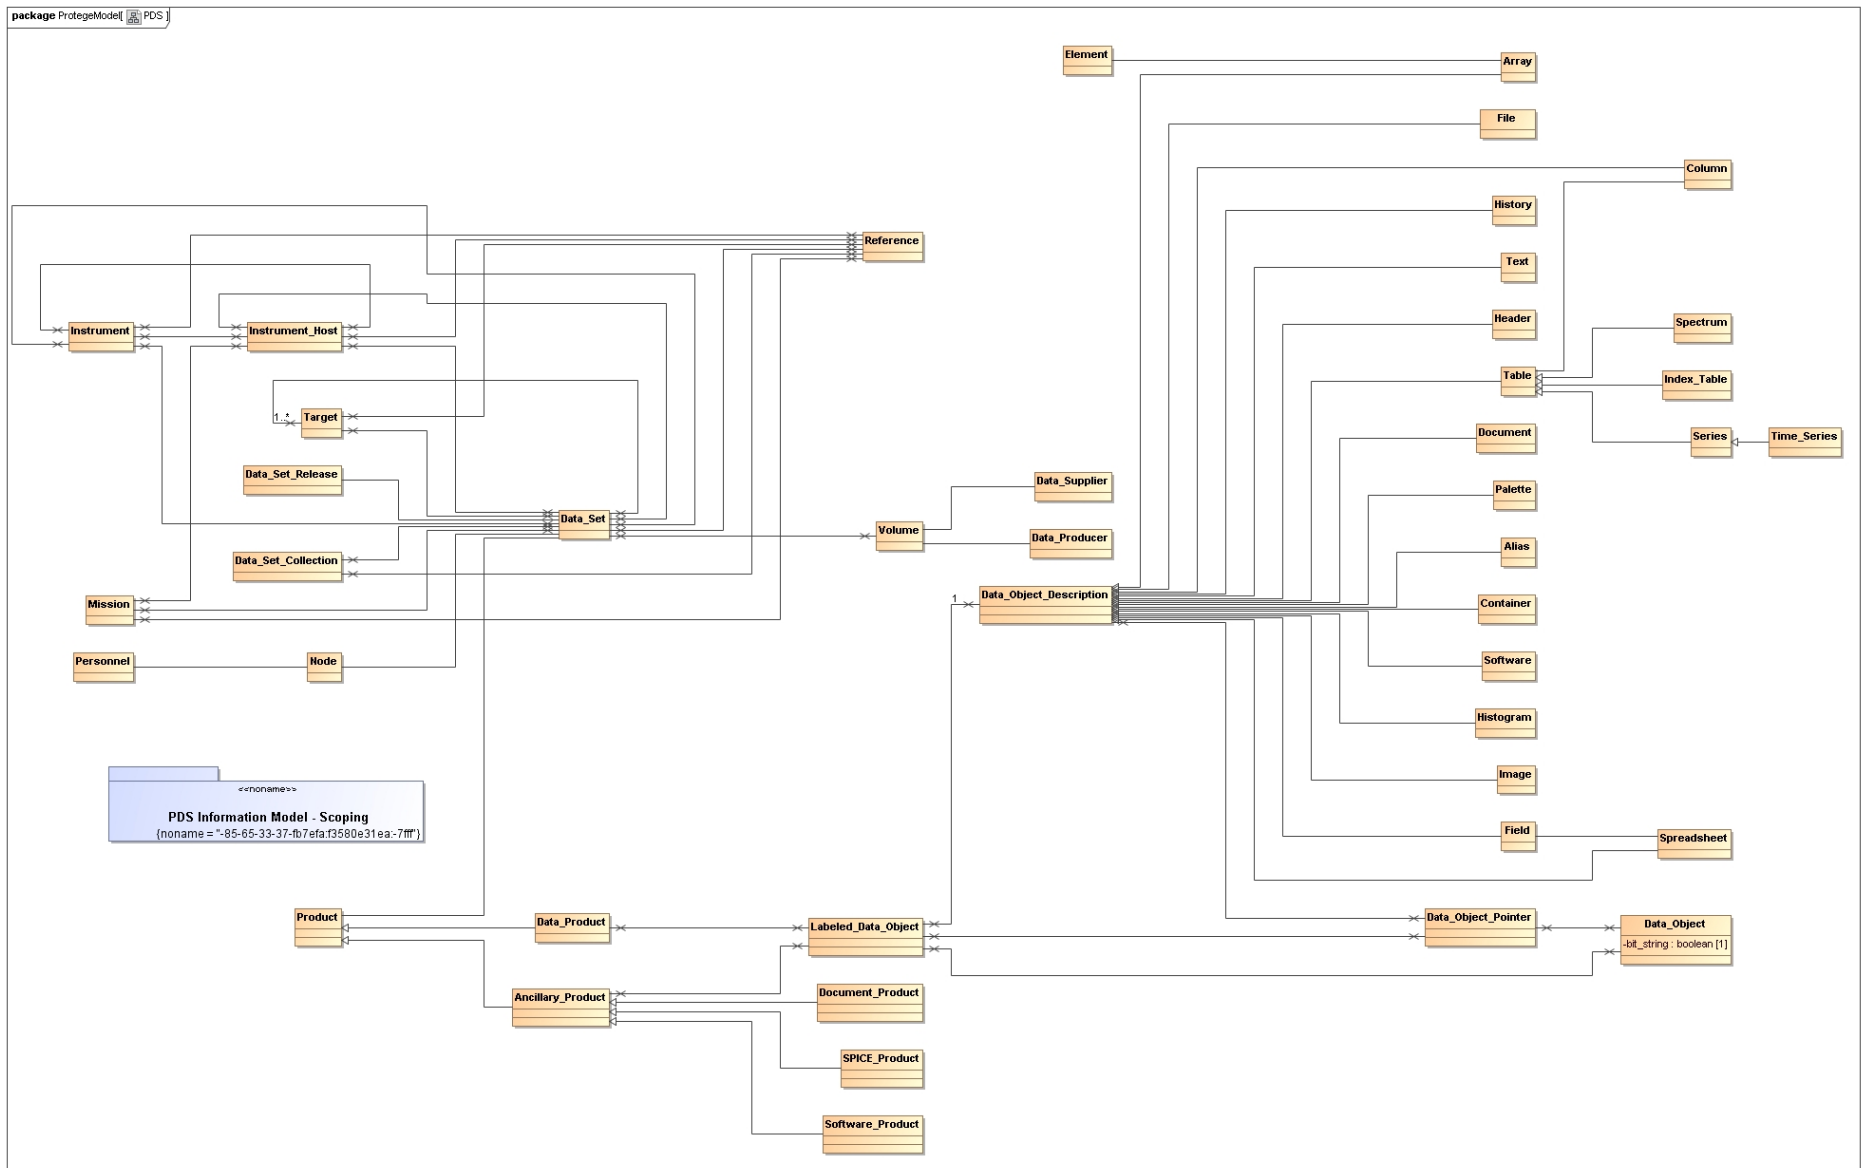 package ProtegeModel[ PDS ]
Element
Array
File
Column
History
Reference
Text
Header
Spectrum
Instrument
Instrument_Host
Table
Index_Table
1..*
Target
Document
Series
Time_Series
Data_Set_Release
Data_Supplier
Palette
Data_Set
Volume
Data_Producer
Alias
Data_Set_Collection
Mission
1
Data_Object_Description
Container
Personnel
Node
Software
Histogram
Image
<<noname>>
PDS Information Model - Scoping
{noname = "-85-65-33-37-fb7efa:f3580e31ea:-7fff"}
Field
Spreadsheet
Product
Data_Product
Labeled_Data_Object
Data_Object_Pointer
Data_Object
-bit_string : boolean [1]
Ancillary_Product
Document_Product
SPICE_Product
Software_Product